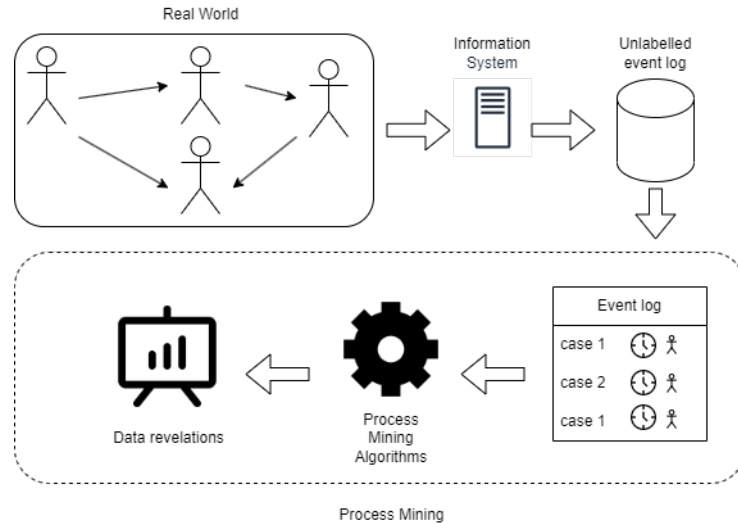 Real World
Information
System
Unlabelled
event log
Event log
case 1
case 2
case 1
Process
Mining
Algorithms
Data revelations
Process Mining